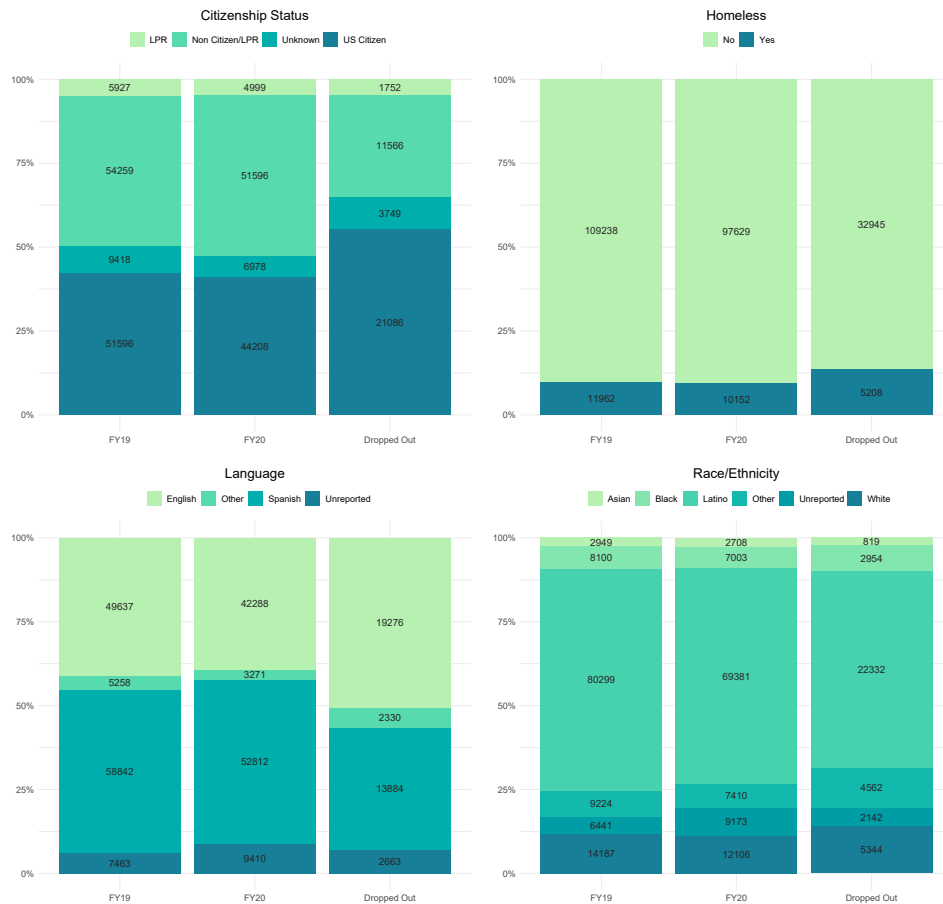 Citizenship Status
LPR Non Citizen/LPR Unknown US Citizen
100%
75%
50%
25%
0%
5927 4999 1752
54259 51596 11566
9418 6978 3749
51596 44208 21086
FY19 FY20 Dropped Out
Homeless
No Yes
100%
75%
50%
25%
0%
109238 97629 32945
11962 10152 5208
FY19 FY20 Dropped Out
Language
English Other Spanish Unreported
100%
75%
50%
25%
0%
49637 42288 19276
5258 3271 2330
58842 52812 13884
7463 9410 2663
FY19 FY20 Dropped Out
Race/Ethnicity
Asian Black Latino Other Unreported White
100%
75%
50%
25%
0%
2949 2708 819
8100 7003 2954
80299 69381 22332
9224 7410 4562
6441 9173 2142
14187 12106 5344
FY19 FY20 Dropped Out